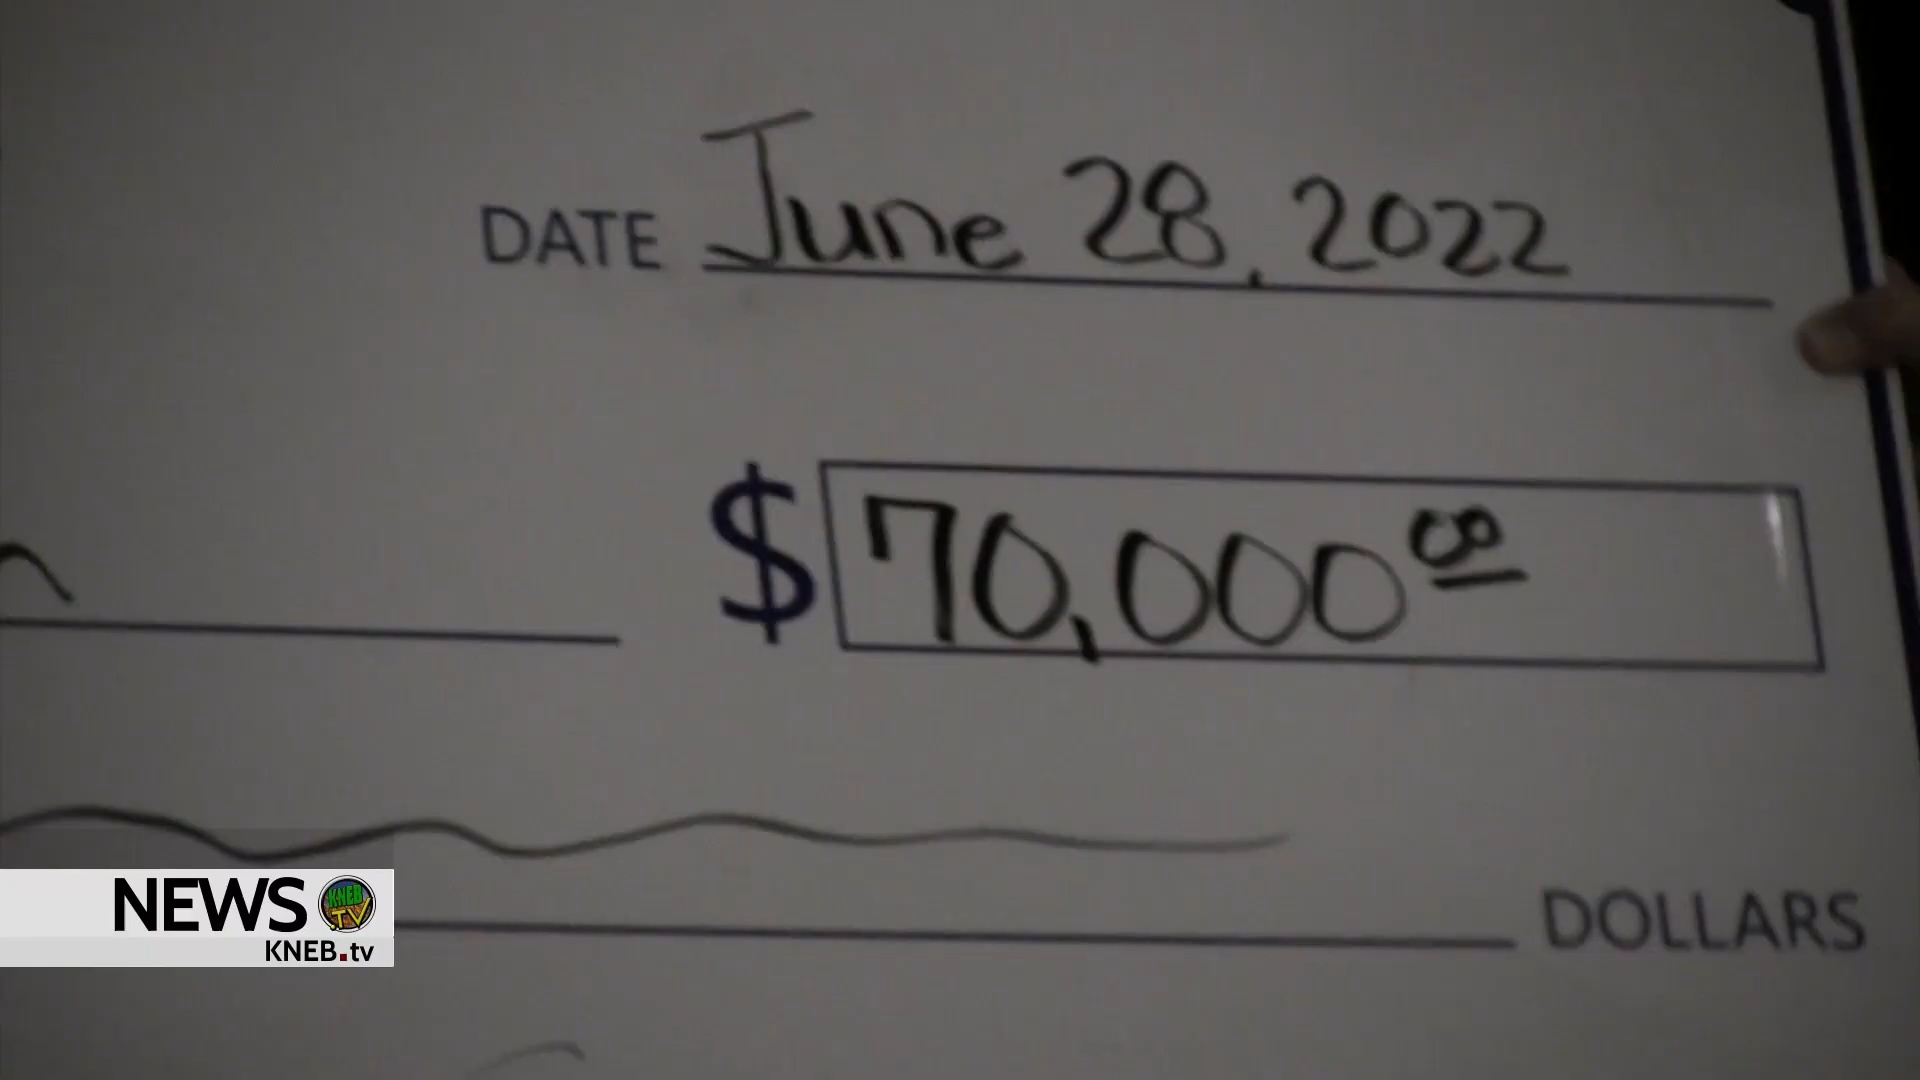 DATE June 28, 2022
$ 70,000 00
DOLLARS
NEWS KNEB.TV
KNEB.tv